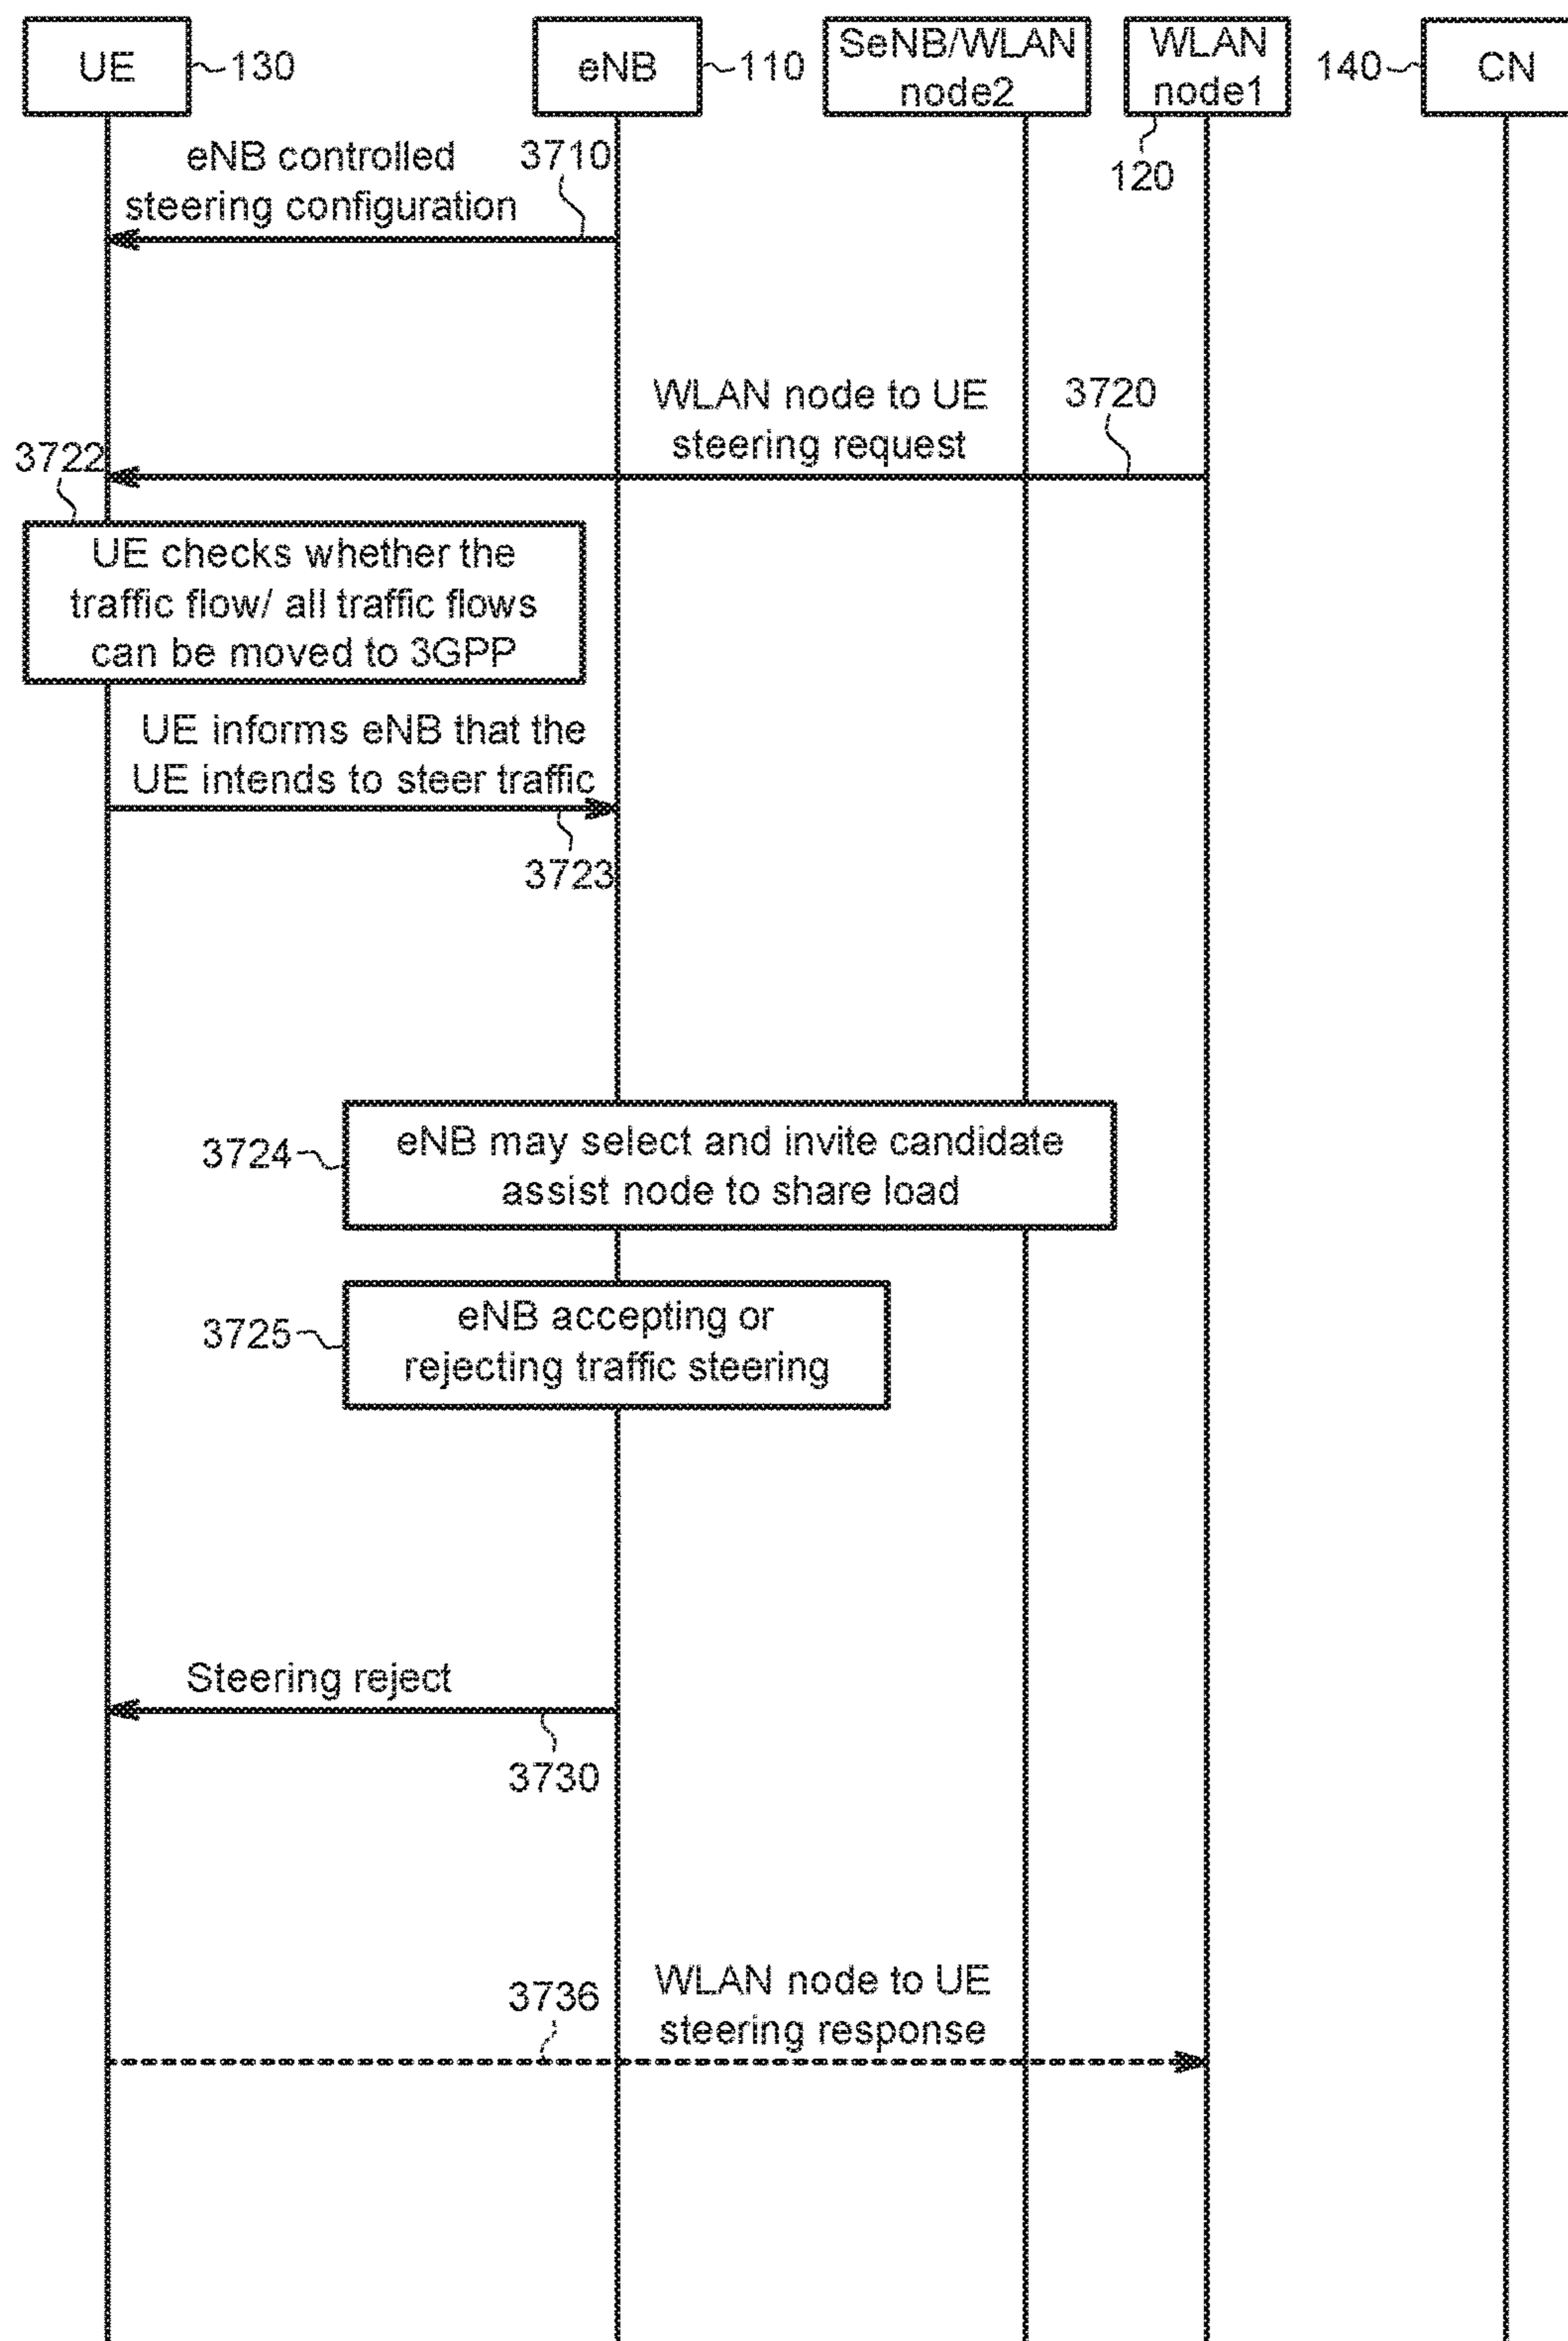 UE
130
eNB
110
SeNB/WLAN
node2
WLAN
node1
120
140
CN
eNB controlled
steering configuration
3710
WLAN node to UE
steering request
3720
3722
UE checks whether the
traffic flow/ all traffic flows
can be moved to 3GPP
UE informs eNB that the
UE intends to steer traffic
3723
3724
eNB may select and invite candidate
assist node to share load
3725
eNB accepting or
rejecting traffic steering
Steering reject
3730
3736
WLAN node to UE
steering response